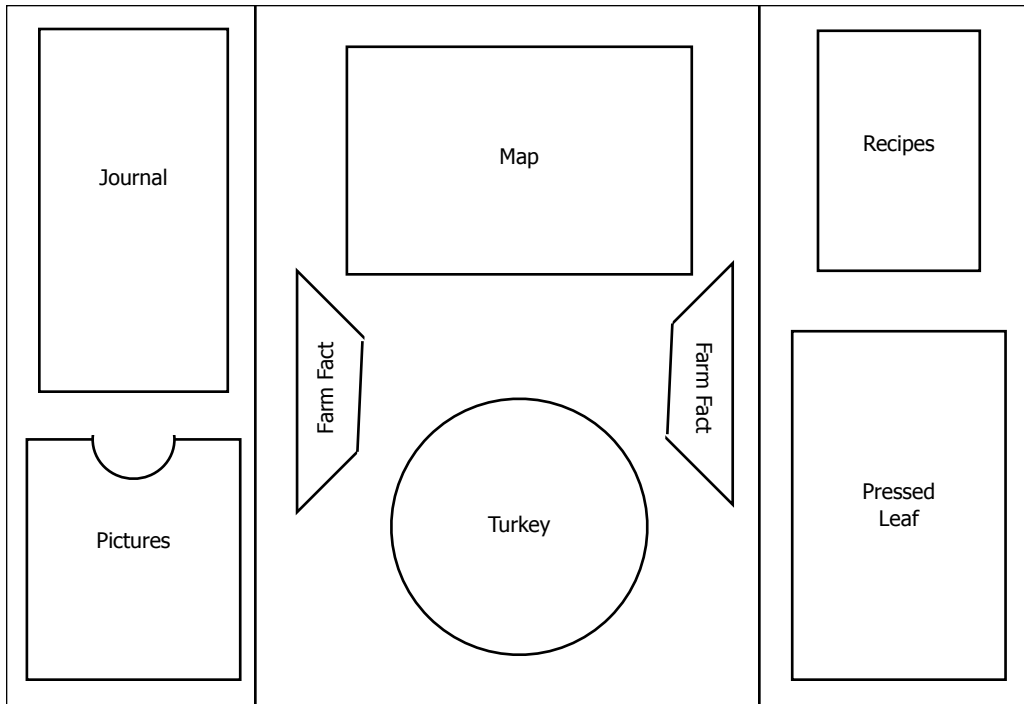 Journal
Pictures
Map
Farm Fact
Farm Fact
Turkey
Recipes
Pressed
Leaf